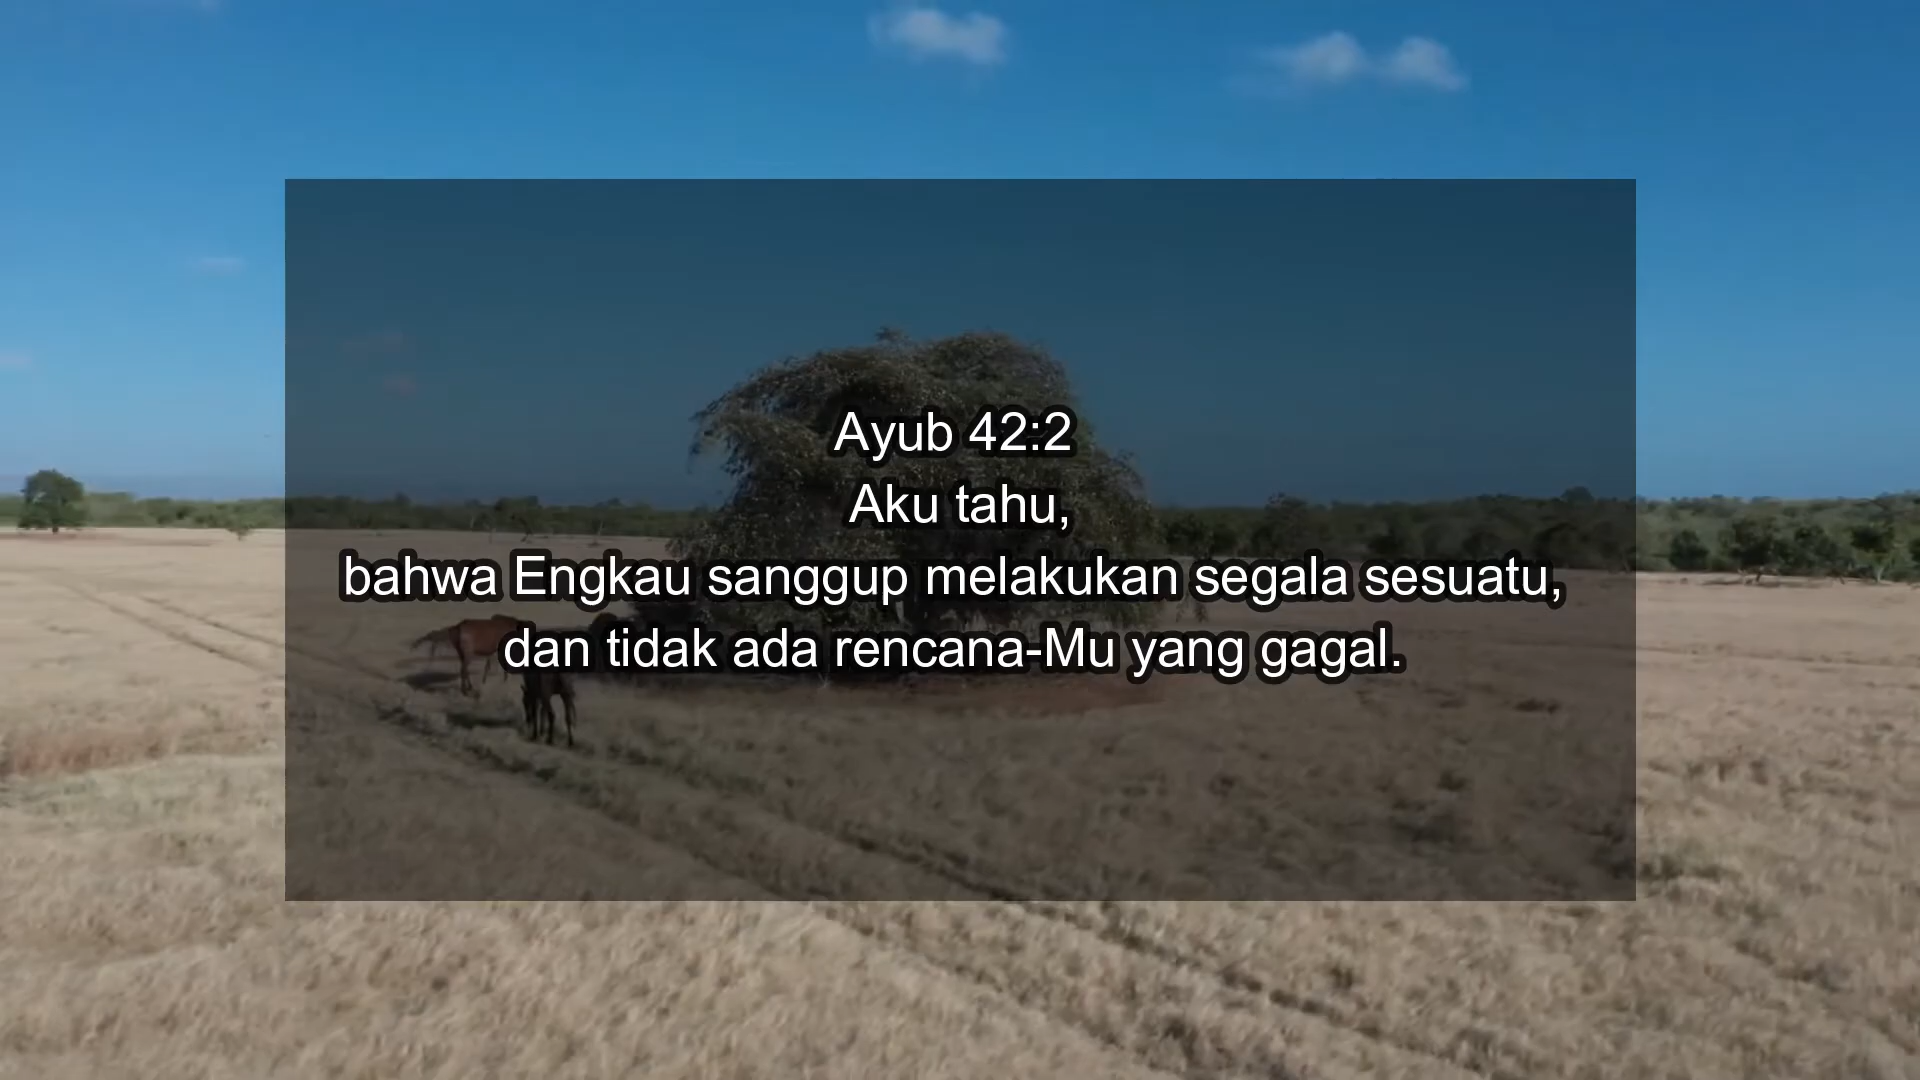 Ayub 42:2
Aku tahu,
bahwa Engkau sanggup melakukan segala sesuatu,
dan tidak ada rencana-Mu yang gagal.